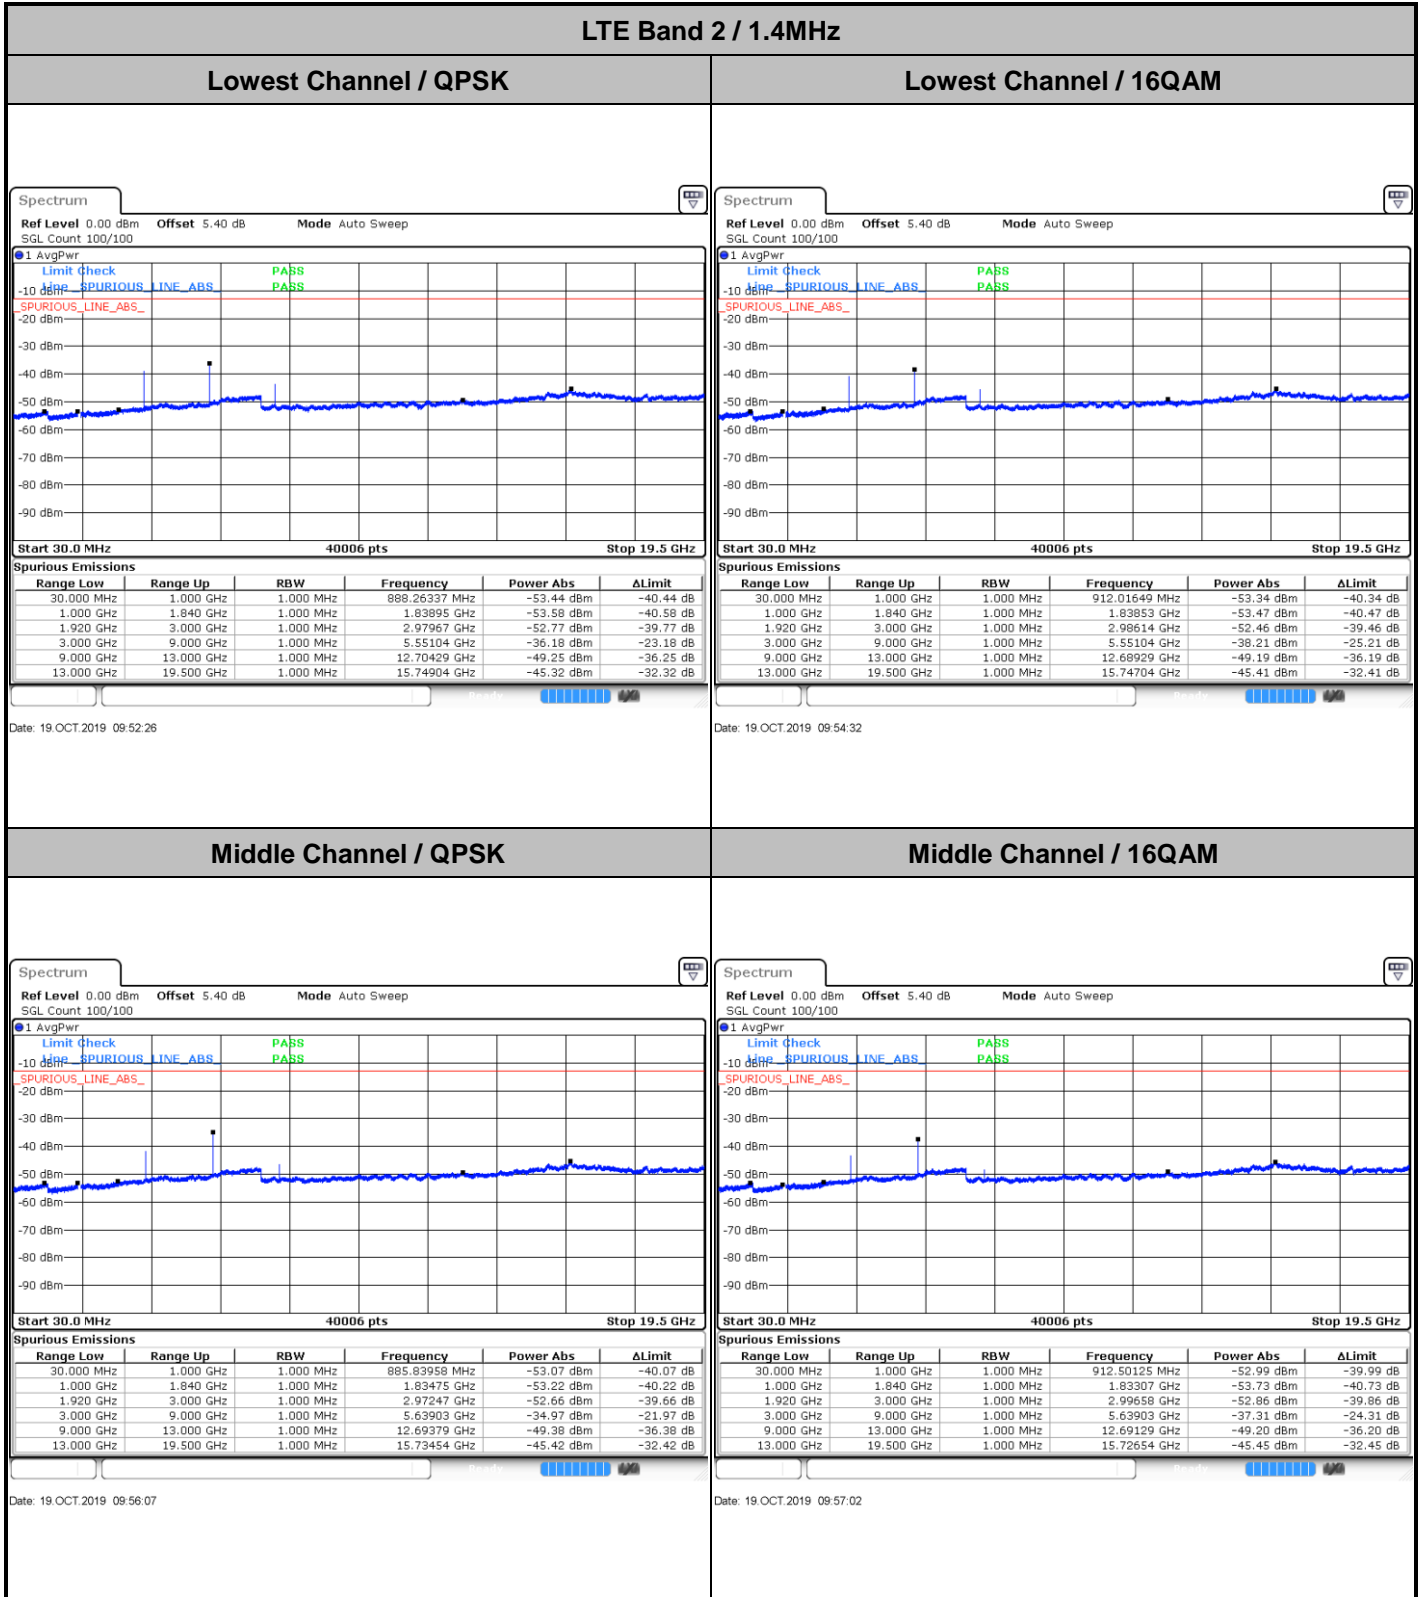 LTE Band 2 / 1.4MHz
Lowest Channel / QPSK
Lowest Channel / 16QAM
Spectrum
Ref Level 0.00 dBm Offset 5.40 dB Mode Auto Sweep
SGL Count 100/100
1 AvgPwr
Limit Check PASS
Line _SPURIOUS_LINE_ABS_ PASS
-10 dBm
_SPURIOUS_LINE_ABS_
-20 dBm
-30 dBm
-40 dBm
-50 dBm
-60 dBm
-70 dBm
-80 dBm
-90 dBm
Start 30.0 MHz 40006 pts Stop 19.5 GHz
Spurious Emissions
Range Low Range Up RBW Frequency Power Abs ΔLimit
30.000 MHz 1.000 GHz 1.000 MHz 888.26337 MHz -53.44 dBm -40.44 dB
1.000 GHz 1.840 GHz 1.000 MHz 1.83895 GHz -53.58 dBm -40.58 dB
1.920 GHz 3.000 GHz 1.000 MHz 2.97967 GHz -52.77 dBm -39.77 dB
3.000 GHz 9.000 GHz 1.000 MHz 5.55104 GHz -36.18 dBm -23.18 dB
9.000 GHz 13.000 GHz 1.000 MHz 12.70429 GHz -49.25 dBm -36.25 dB
13.000 GHz 19.500 GHz 1.000 MHz 15.74904 GHz -45.32 dBm -32.32 dB
Ready
Date: 19.OCT.2019 09:52:26
Spectrum
Ref Level 0.00 dBm Offset 5.40 dB Mode Auto Sweep
SGL Count 100/100
1 AvgPwr
Limit Check PASS
Line _SPURIOUS_LINE_ABS_ PASS
-10 dBm
_SPURIOUS_LINE_ABS_
-20 dBm
-30 dBm
-40 dBm
-50 dBm
-60 dBm
-70 dBm
-80 dBm
-90 dBm
Start 30.0 MHz 40006 pts Stop 19.5 GHz
Spurious Emissions
Range Low Range Up RBW Frequency Power Abs ΔLimit
30.000 MHz 1.000 GHz 1.000 MHz 912.01649 MHz -53.34 dBm -40.34 dB
1.000 GHz 1.840 GHz 1.000 MHz 1.83853 GHz -53.47 dBm -40.47 dB
1.920 GHz 3.000 GHz 1.000 MHz 2.98614 GHz -52.46 dBm -39.46 dB
3.000 GHz 9.000 GHz 1.000 MHz 5.55104 GHz -38.21 dBm -25.21 dB
9.000 GHz 13.000 GHz 1.000 MHz 12.68929 GHz -49.19 dBm -36.19 dB
13.000 GHz 19.500 GHz 1.000 MHz 15.74704 GHz -45.41 dBm -32.41 dB
Ready
Date: 19.OCT.2019 09:54:32
Middle Channel / QPSK
Middle Channel / 16QAM
Spectrum
Ref Level 0.00 dBm Offset 5.40 dB Mode Auto Sweep
SGL Count 100/100
1 AvgPwr
Limit Check PASS
Line _SPURIOUS_LINE_ABS_ PASS
-10 dBm
_SPURIOUS_LINE_ABS_
-20 dBm
-30 dBm
-40 dBm
-50 dBm
-60 dBm
-70 dBm
-80 dBm
-90 dBm
Start 30.0 MHz 40006 pts Stop 19.5 GHz
Spurious Emissions
Range Low Range Up RBW Frequency Power Abs ΔLimit
30.000 MHz 1.000 GHz 1.000 MHz 885.83958 MHz -53.07 dBm -40.07 dB
1.000 GHz 1.840 GHz 1.000 MHz 1.83475 GHz -53.22 dBm -40.22 dB
1.920 GHz 3.000 GHz 1.000 MHz 2.97247 GHz -52.66 dBm -39.66 dB
3.000 GHz 9.000 GHz 1.000 MHz 5.63903 GHz -34.97 dBm -21.97 dB
9.000 GHz 13.000 GHz 1.000 MHz 12.69379 GHz -49.38 dBm -36.38 dB
13.000 GHz 19.500 GHz 1.000 MHz 15.73454 GHz -45.42 dBm -32.42 dB
Ready
Date: 19.OCT.2019 09:56:07
Spectrum
Ref Level 0.00 dBm Offset 5.40 dB Mode Auto Sweep
SGL Count 100/100
1 AvgPwr
Limit Check PASS
Line _SPURIOUS_LINE_ABS_ PASS
-10 dBm
_SPURIOUS_LINE_ABS_
-20 dBm
-30 dBm
-40 dBm
-50 dBm
-60 dBm
-70 dBm
-80 dBm
-90 dBm
Start 30.0 MHz 40006 pts Stop 19.5 GHz
Spurious Emissions
Range Low Range Up RBW Frequency Power Abs ΔLimit
30.000 MHz 1.000 GHz 1.000 MHz 912.50125 MHz -52.99 dBm -39.99 dB
1.000 GHz 1.840 GHz 1.000 MHz 1.83307 GHz -53.73 dBm -40.73 dB
1.920 GHz 3.000 GHz 1.000 MHz 2.99658 GHz -52.86 dBm -39.86 dB
3.000 GHz 9.000 GHz 1.000 MHz 5.63903 GHz -37.31 dBm -24.31 dB
9.000 GHz 13.000 GHz 1.000 MHz 12.69129 GHz -49.20 dBm -36.20 dB
13.000 GHz 19.500 GHz 1.000 MHz 15.72654 GHz -45.45 dBm -32.45 dB
Ready
Date: 19.OCT.2019 09:57:02